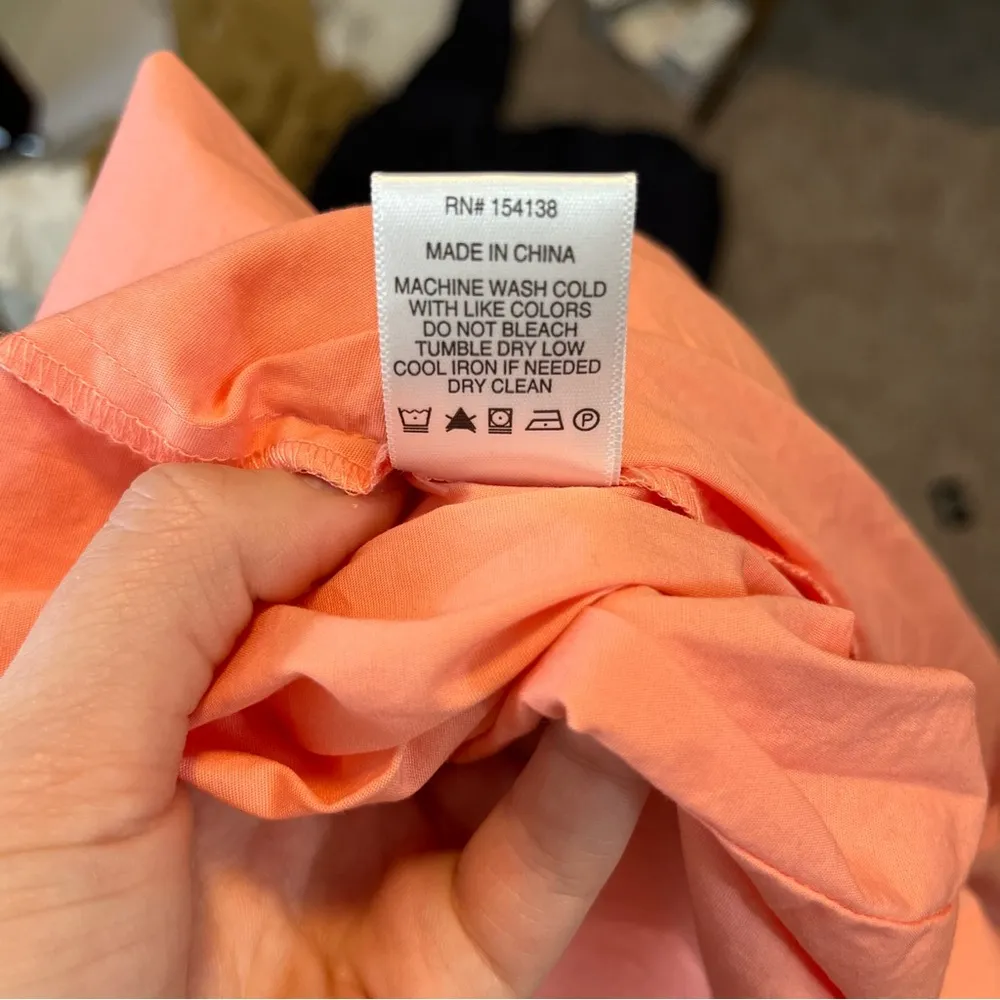 RN# 154138
MADE IN CHINA
MACHINE WASH COLD
WITH LIKE COLORS
DO NOT BLEACH
TUMBLE DRY LOW
COOL IRON IF NEEDED
DRY CLEAN
P